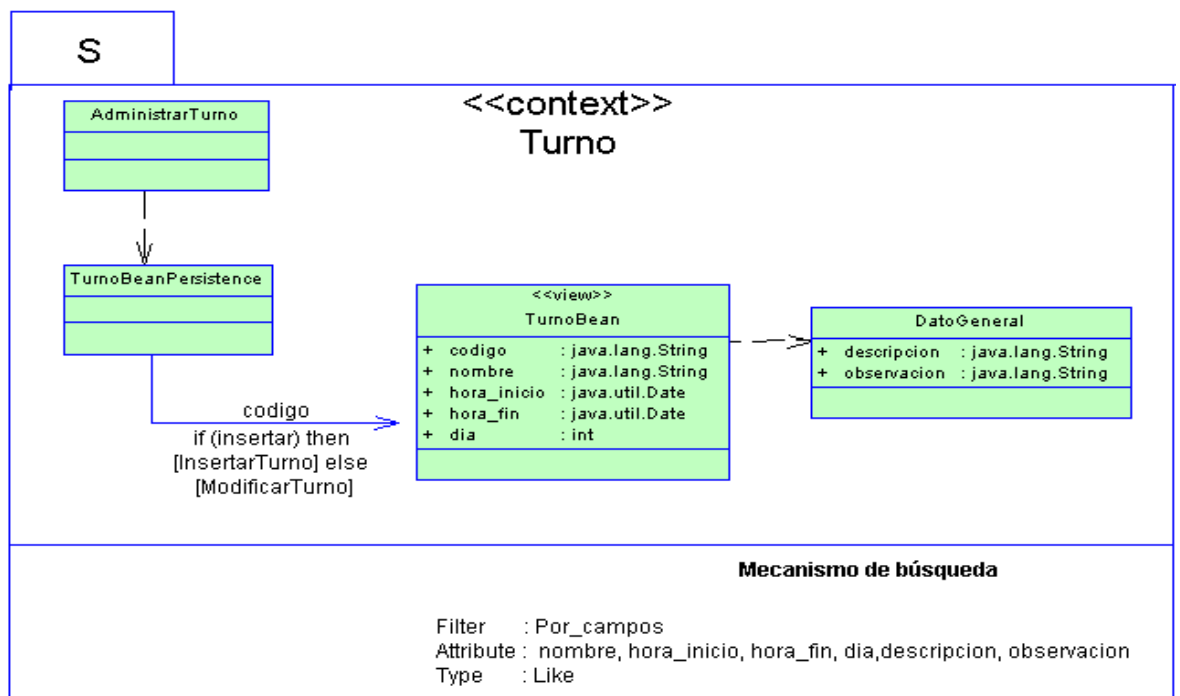 S
<<context>>
Turno
AdministrarTurno
TurnoBeanPersistence
codigo
if (insertar) then
[InsertarTurno] else
[ModificarTurno]
<<view>>
TurnoBean
+ codigo : java.lang.String
+ nombre : java.lang.String
+ hora_inicio : java.util.Date
+ hora_fin : java.util.Date
+ dia : int
DatoGeneral
+ descripcion : java.lang.String
+ observacion : java.lang.String
Mecanismo de búsqueda
Filter : Por_campos
Attribute : nombre, hora_inicio, hora_fin, dia,descripcion, observacion
Type : Like